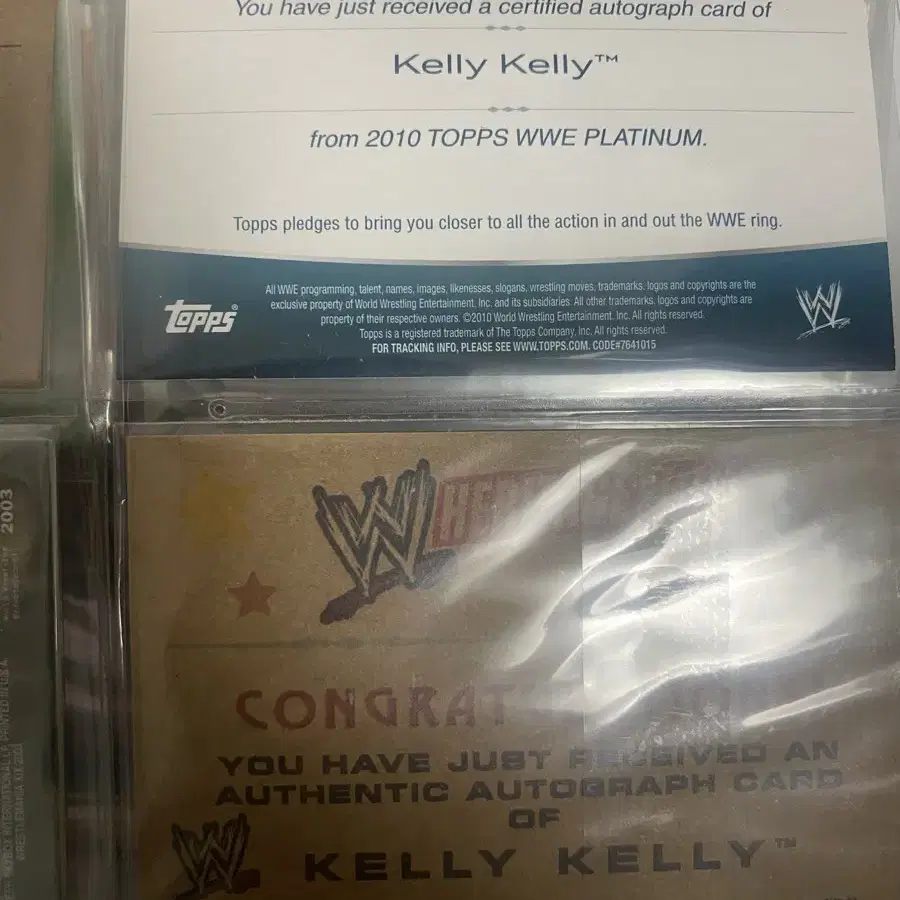 You have just received a certified autograph card of
Kelly Kelly™
from 2010 TOPPS WWE PLATINUM.
Topps pledges to bring you closer to all the action in and out the WWE ring.
All WWE programming, talent, names, images, likenesses, slogans, wrestling moves, trademarks, logos and copyrights are the
exclusive property of World Wrestling Entertainment, Inc. and its subsidiaries. All other trademarks, logos and copyrights are
property of their respective owners. ©2010 World Wrestling Entertainment, Inc. All rights reserved.
Topps is a registered trademark of The Topps Company, Inc. All rights reserved.
FOR TRACKING INFO, PLEASE SEE WWW.TOPPS.COM. CODE#7641015
Topps®
W
2003
PRINTED IN U.S.A.
W
CONGRAT
YOU HAVE JUST RECEIVED AN
AUTHENTIC AUTOGRAPH CARD
OF
W
KELLY KELLY™